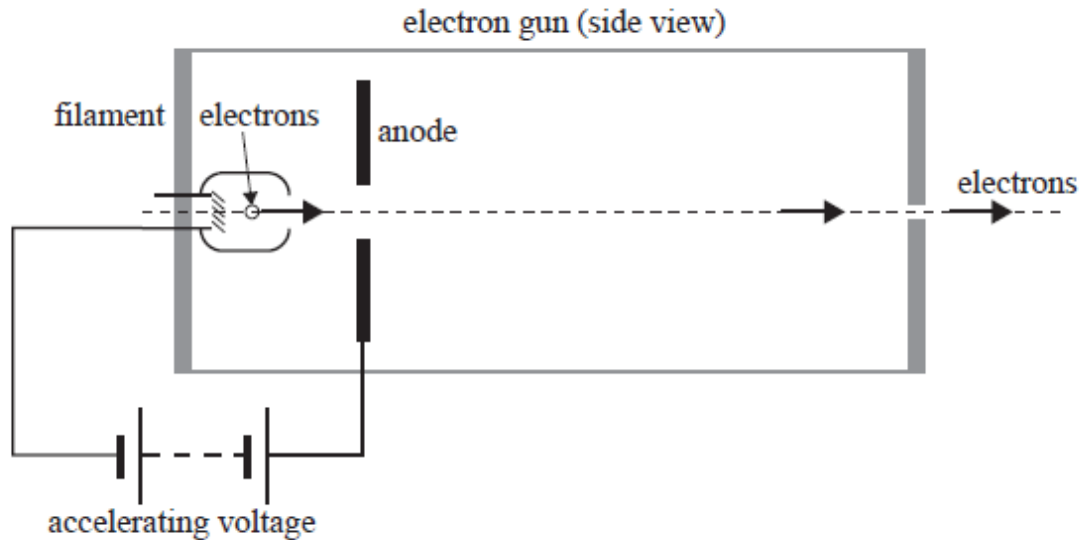 electron gun (side view)
filament
electrons
anode
electrons
accelerating voltage